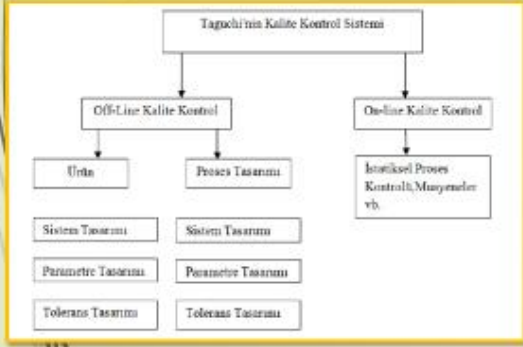 Taguchi'nin Kalite Kontrol Sistemi
Off-Line Kalite Kontrol
On-line Kalite Kontrol
Ürün
Proses Tasarımı
İstatiksel Proses
Kontrolü, Muayeneler
vb.
Sistem Tasarımı
Sistem Tasarımı
Parametre Tasarımı
Parametre Tasarımı
Tolerans Tasarımı
Tolerans Tasarımı